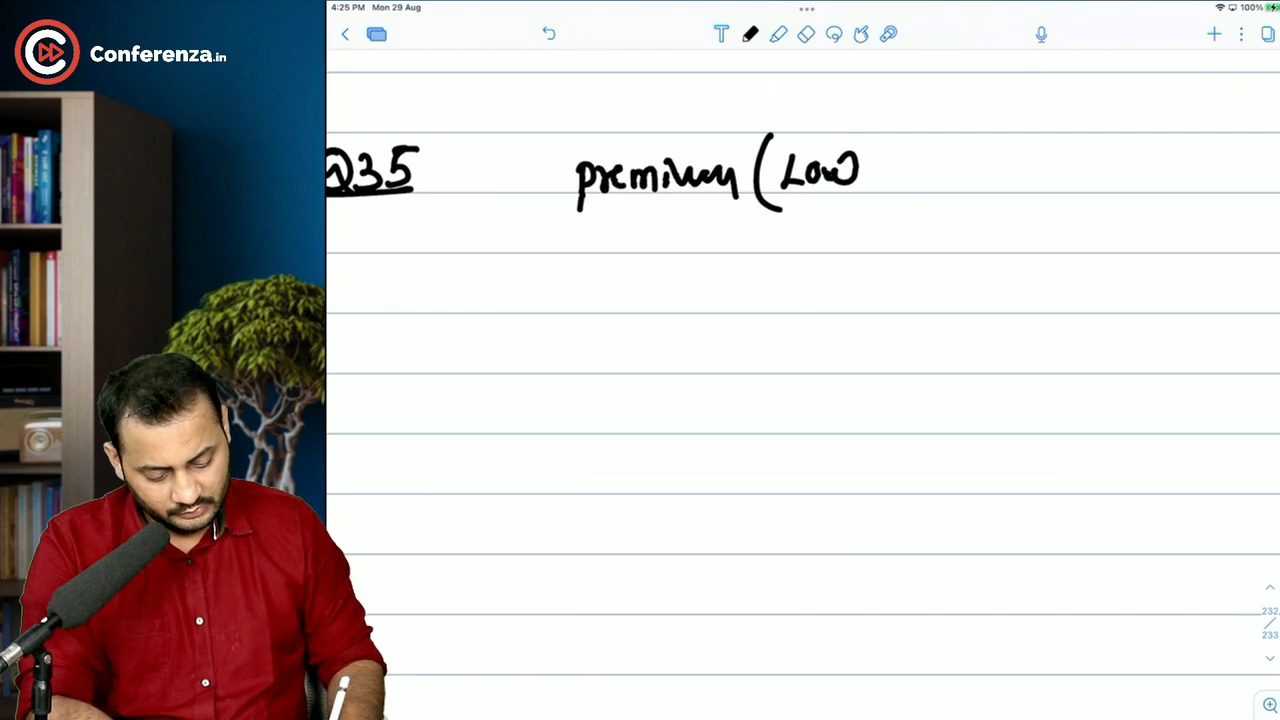 4:25 PM Mon 29 Aug
100%
Conferenza.in
Q35 premium (Low
232
233